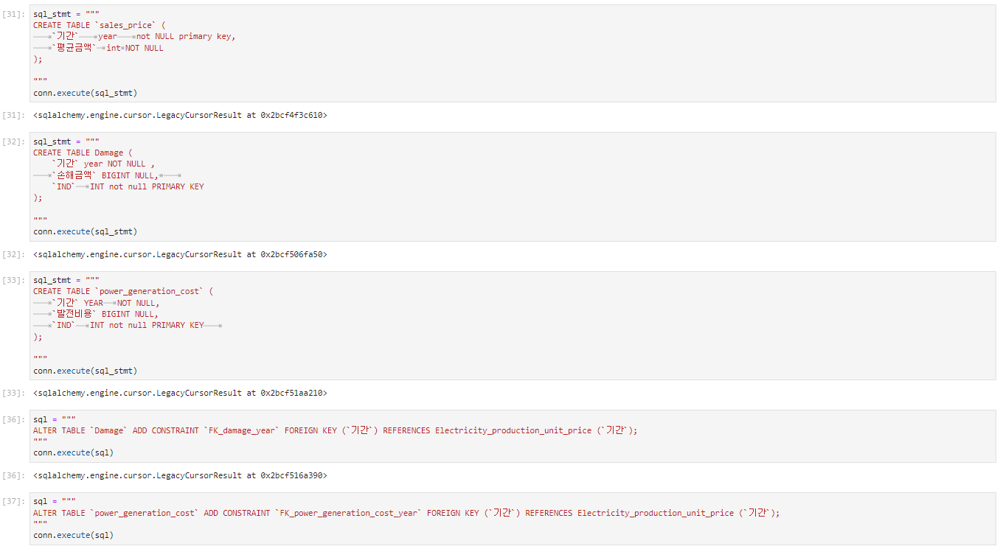 [31]: sql_stmt = """
CREATE TABLE `sales_price` (
`기간` year not NULL primary key,
`평균금액` int NOT NULL
);
"""
conn.execute(sql_stmt)
[31]: <sqlalchemy.engine.cursor.LegacyCursorResult at 0x2bcf4f3c610>
[32]: sql_stmt = """
CREATE TABLE Damage (
`기간` year NOT NULL ,
`손해금액` BIGINT NULL,
`IND` INT not null PRIMARY KEY
);
"""
conn.execute(sql_stmt)
[32]: <sqlalchemy.engine.cursor.LegacyCursorResult at 0x2bcf506fa50>
[33]: sql_stmt = """
CREATE TABLE `power_generation_cost` (
`기간` YEAR NOT NULL,
`발전비용` BIGINT NULL,
`IND` INT not null PRIMARY KEY
);
"""
conn.execute(sql_stmt)
[33]: <sqlalchemy.engine.cursor.LegacyCursorResult at 0x2bcf51aa210>
[36]: sql = """
ALTER TABLE `Damage` ADD CONSTRAINT `FK_damage_year` FOREIGN KEY (`기간`) REFERENCES Electricity_production_unit_price (`기간`);
"""
conn.execute(sql)
[36]: <sqlalchemy.engine.cursor.LegacyCursorResult at 0x2bcf516a390>
[37]: sql = """
ALTER TABLE `power_generation_cost` ADD CONSTRAINT `FK_power_generation_cost_year` FOREIGN KEY (`기간`) REFERENCES Electricity_production_unit_price (`기간`);
"""
conn.execute(sql)